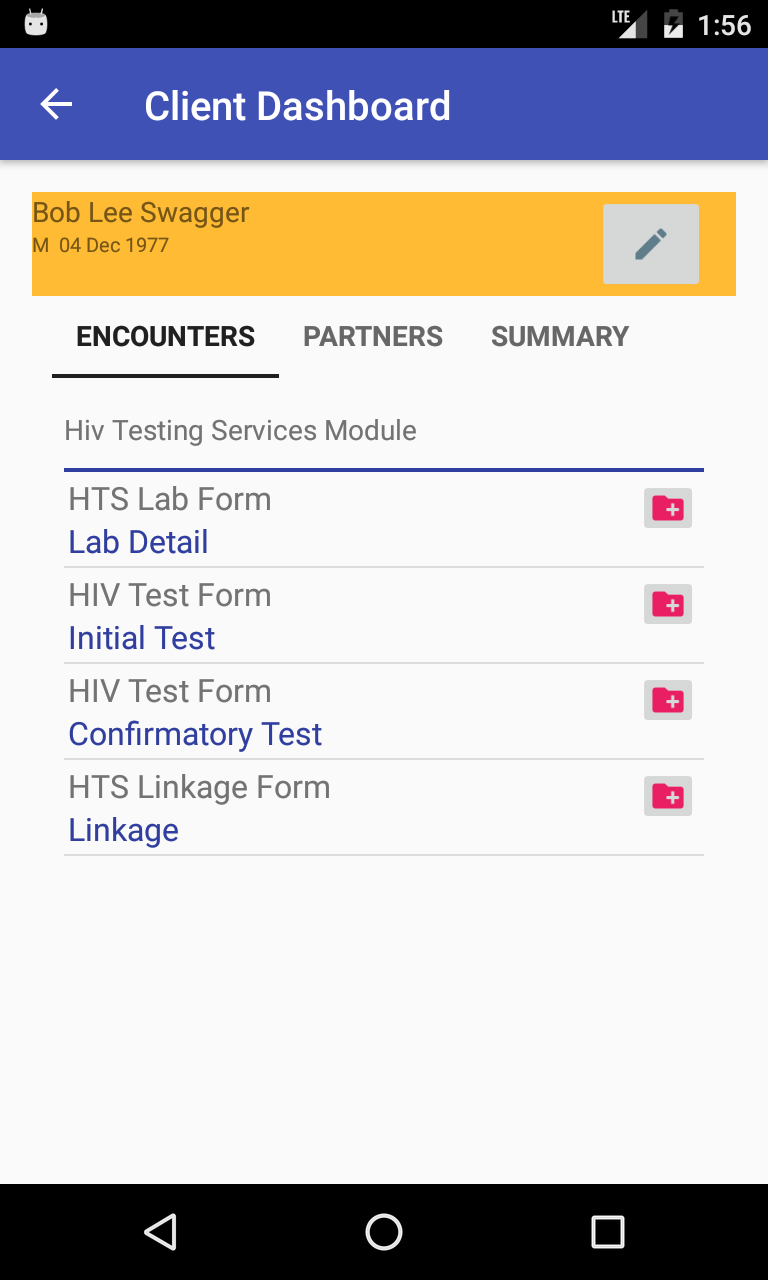 LTE 1:56
Client Dashboard
Bob Lee Swagger
M 04 Dec 1977
ENCOUNTERS PARTNERS SUMMARY
Hiv Testing Services Module
HTS Lab Form
Lab Detail
HIV Test Form
Initial Test
HIV Test Form
Confirmatory Test
HTS Linkage Form
Linkage